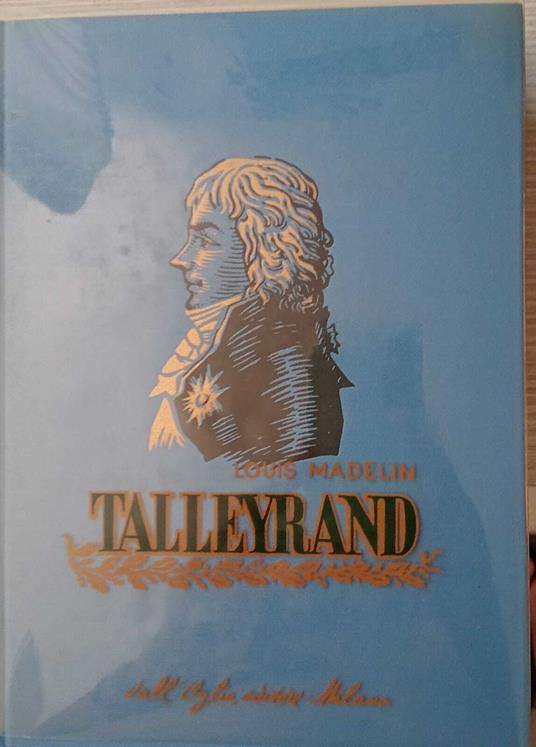 LOUIS MADELIN
TALLEYRAND
dall'Oglio, editore - Milano